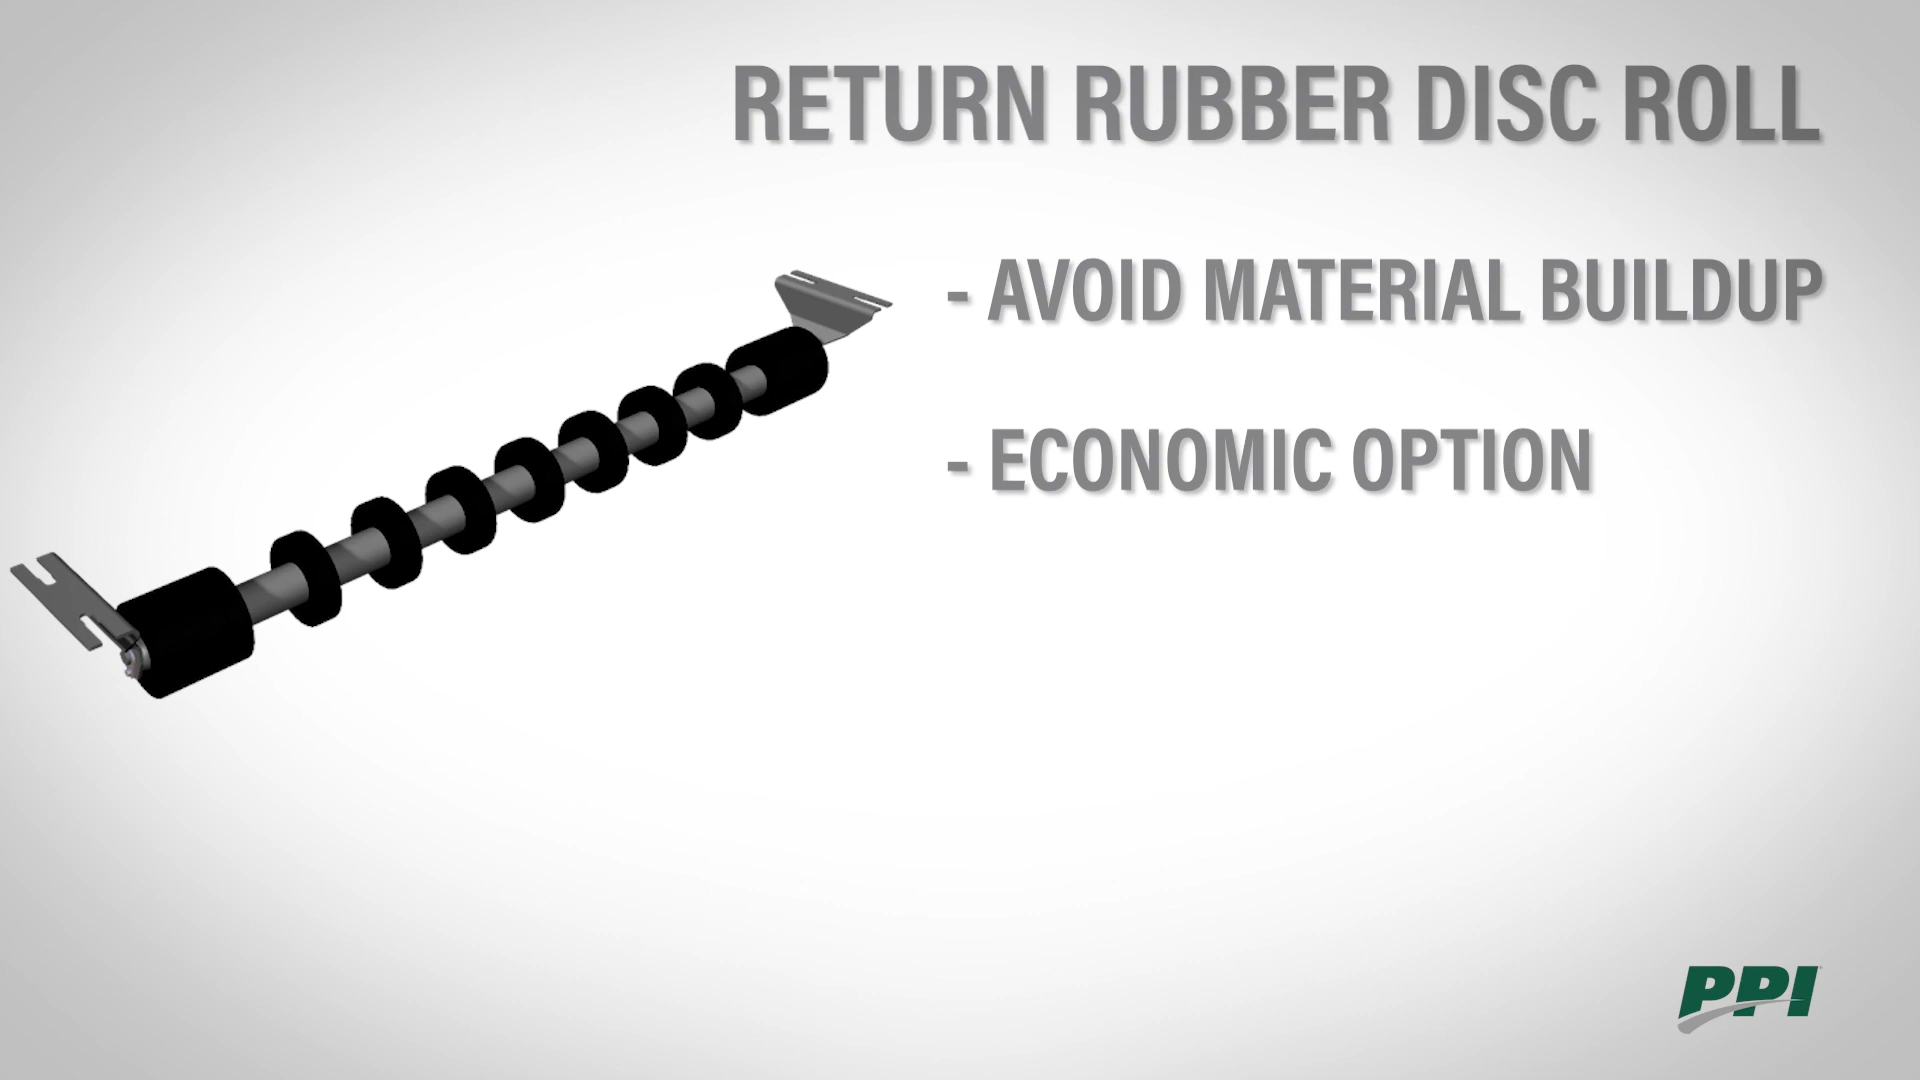 RETURN RUBBER DISC ROLL
- AVOID MATERIAL BUILDUP
- ECONOMIC OPTION
PPI